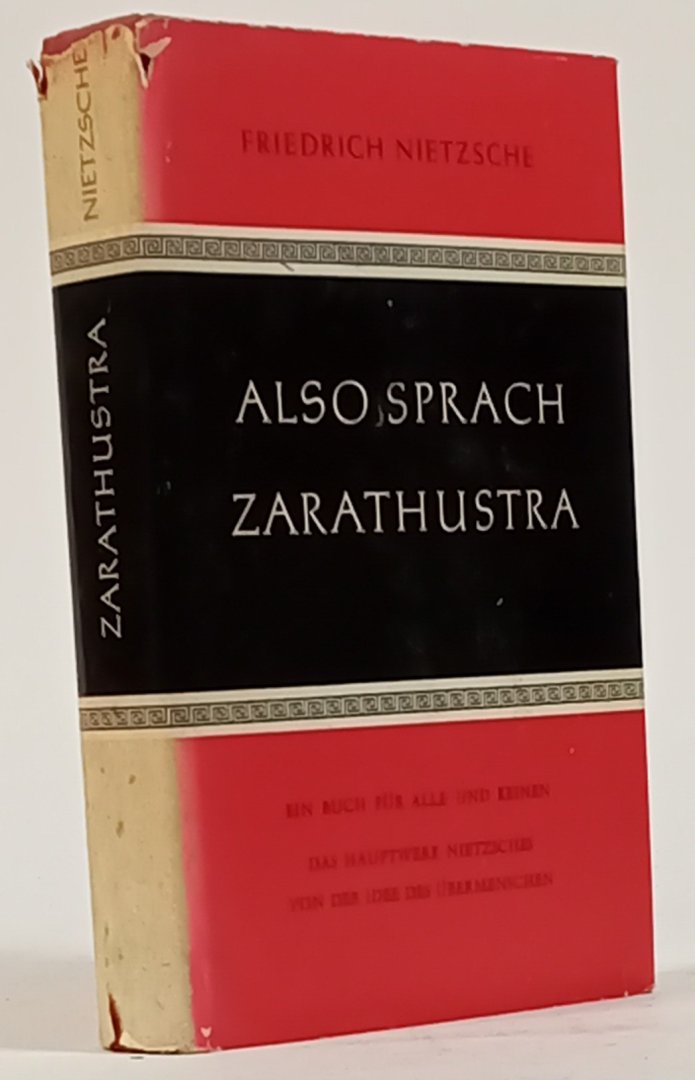 NIETZSCHE
ZARATHUSTRA
FRIEDRICH NIETZSCHE
ALSO SPRACH
ZARATHUSTRA
EIN BUCH FÜR ALLE UND KEINEN
DAS HAUPTWERK NIETZSCHES
VON DER IDEE DES ÜBERMENSCHEN